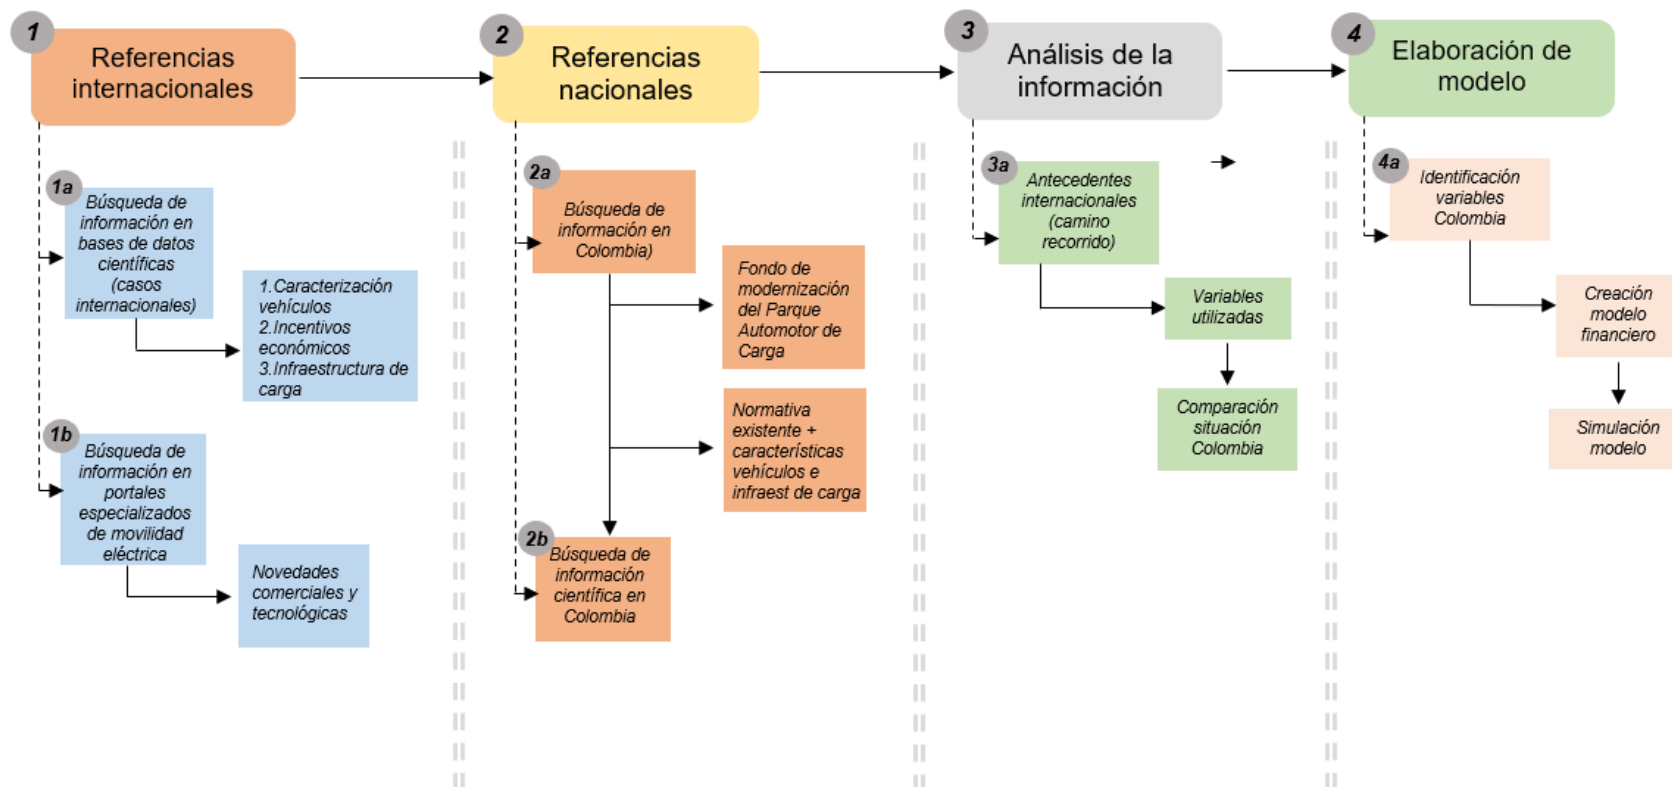 1
Referencias
internacionales
2
Referencias
nacionales
3
Análisis de la
información
4
Elaboración de
modelo
1a
Búsqueda de
información en
bases de datos
científicas
(casos
internacionales)
1.Caracterización
vehículos
2.Incentivos
económicos
3.Infraestructura de
carga
1b
Búsqueda de
información en
portales
especializados
de movilidad
eléctrica
Novedades
comerciales y
tecnológicas
2a
Búsqueda de
información en
Colombia)
Fondo de
modernización
del Parque
Automotor de
Carga
Normativa
existente +
características
vehículos e
infraest de carga
2b
Búsqueda de
información
científica en
Colombia
3a
Antecedentes
internacionales
(camino
recorrido)
Variables
utilizadas
Comparación
situación
Colombia
4a
Identificación
variables
Colombia
Creación
modelo
financiero
Simulación
modelo